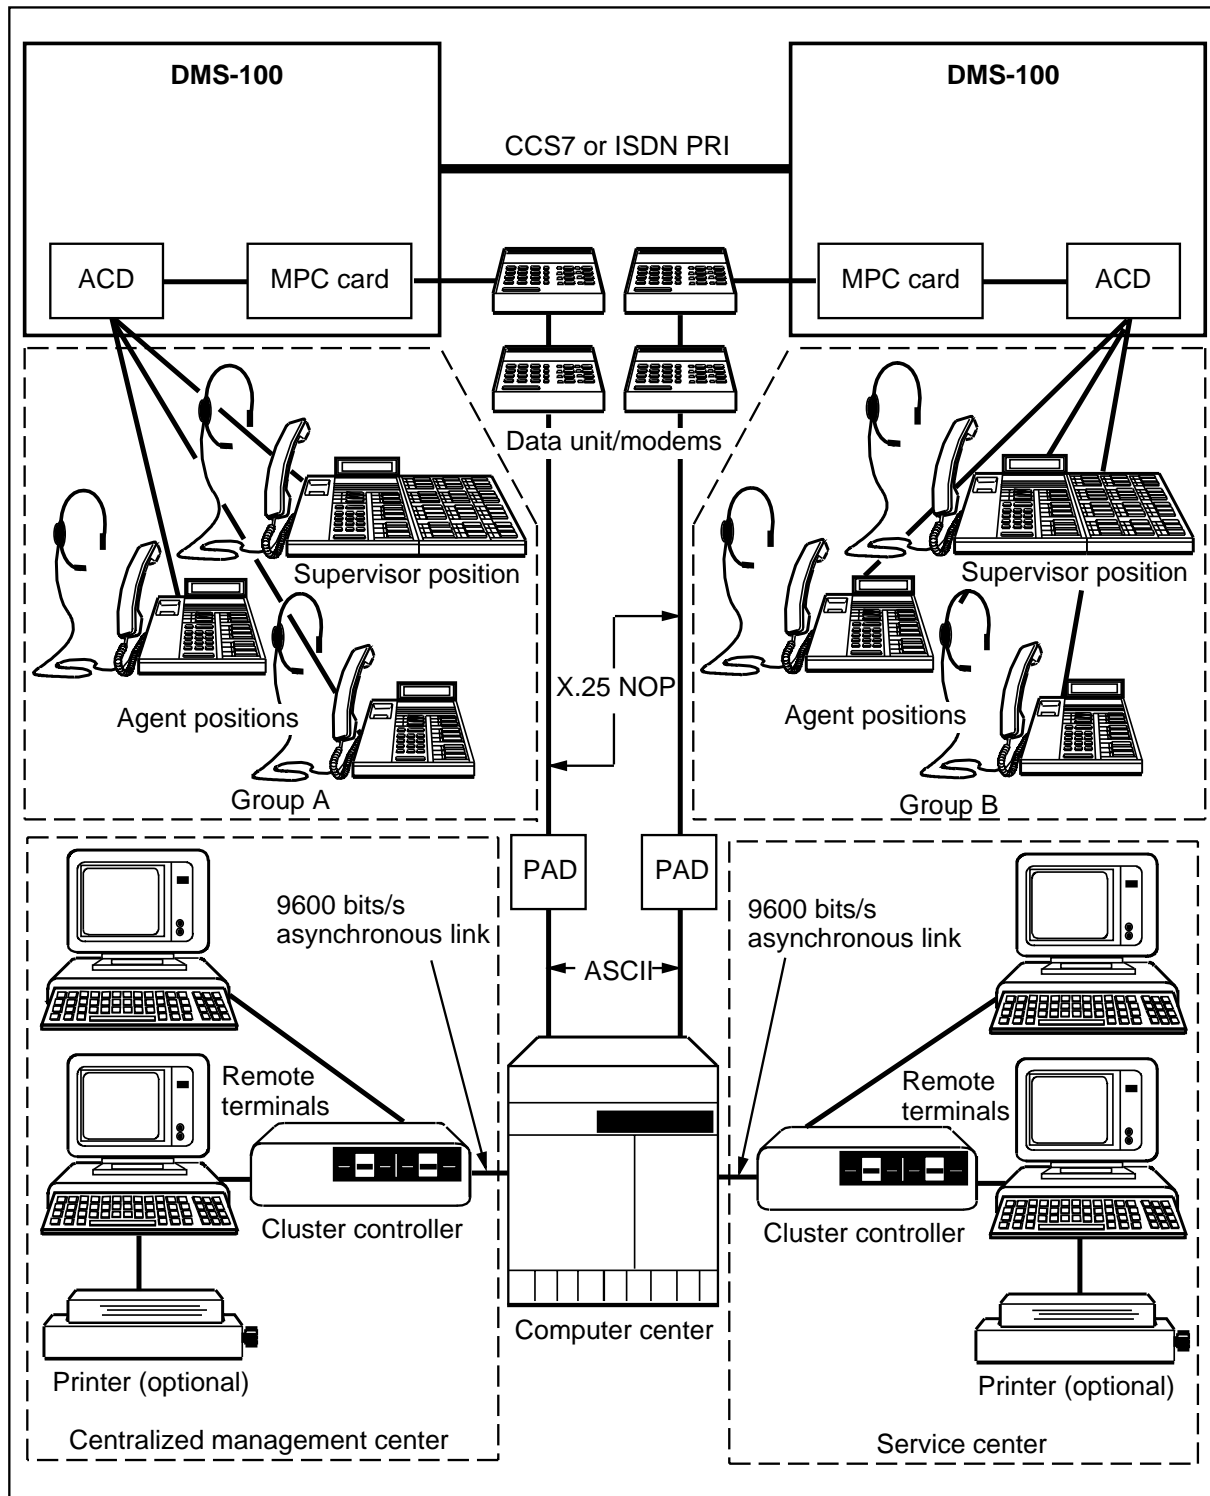 DMS-100
DMS-100
CCS7 or ISDN PRI
ACD
MPC card
MPC card
ACD
Data unit/modems
Supervisor position
Supervisor position
Agent positions
X.25 NOP
Agent positions
Group A
Group B
PAD
PAD
9600 bits/s
asynchronous link
9600 bits/s
asynchronous link
ASCII
Remote
terminals
Remote
terminals
Cluster controller
Cluster controller
Computer center
Printer (optional)
Printer (optional)
Centralized management center
Service center